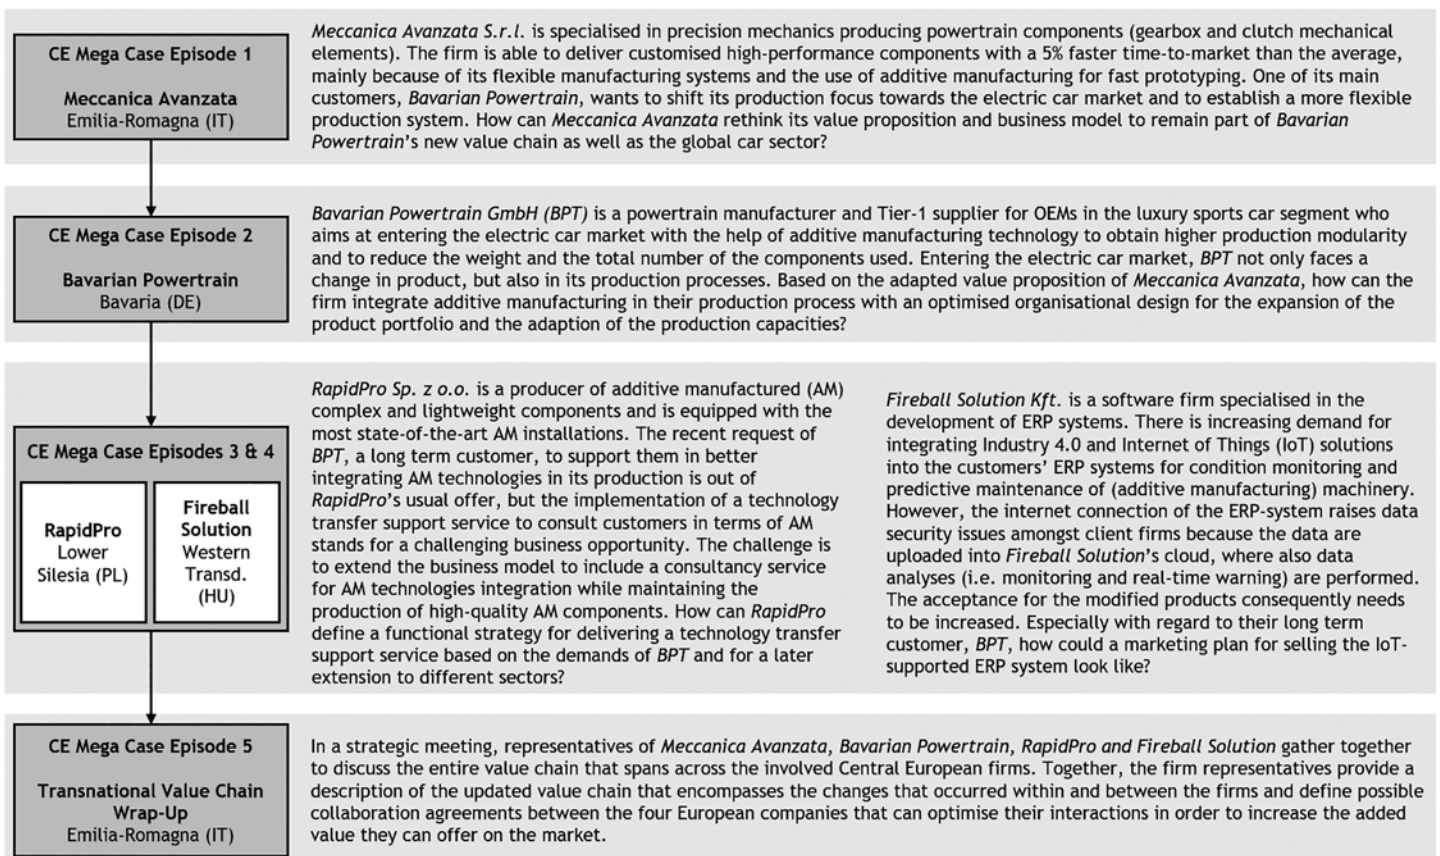 CE Mega Case Episode 1
Meccanica Avanzata
Emilia-Romagna (IT)
Meccanica Avanzata S.r.l. is specialised in precision mechanics producing powertrain components (gearbox and clutch mechanical
elements). The firm is able to deliver customised high-performance components with a 5% faster time-to-market than the average,
mainly because of its flexible manufacturing systems and the use of additive manufacturing for fast prototyping. One of its main
customers, Bavarian Powertrain, wants to shift its production focus towards the electric car market and to establish a more flexible
production system. How can Meccanica Avanzata rethink its value proposition and business model to remain part of Bavarian
Powertrain's new value chain as well as the global car sector?
CE Mega Case Episode 2
Bavarian Powertrain
Bavaria (DE)
Bavarian Powertrain GmbH (BPT) is a powertrain manufacturer and Tier-1 supplier for OEMs in the luxury sports car segment who
aims at entering the electric car market with the help of additive manufacturing technology to obtain higher production modularity
and to reduce the weight and the total number of the components used. Entering the electric car market, BPT not only faces a
change in product, but also in its production processes. Based on the adapted value proposition of Meccanica Avanzata, how can the
firm integrate additive manufacturing in their production process with an optimised organisational design for the expansion of the
product portfolio and the adaption of the production capacities?
CE Mega Case Episodes 3 & 4
RapidPro
Lower
Silesia (PL)
Fireball
Solution
Western
Transd.
(HU)
RapidPro Sp. z o.o. is a producer of additive manufactured (AM)
complex and lightweight components and is equipped with the
most state-of-the-art AM installations. The recent request of
BPT, a long term customer, to support them in better
integrating AM technologies in its production is out of
RapidPro's usual offer, but the implementation of a technology
transfer support service to consult customers in terms of AM
stands for a challenging business opportunity. The challenge is
to extend the business model to include a consultancy service
for AM technologies integration while maintaining the
production of high-quality AM components. How can RapidPro
define a functional strategy for delivering a technology transfer
support service based on the demands of BPT and for a later
extension to different sectors?
Fireball Solution Kft. is a software firm specialised in the
development of ERP systems. There is increasing demand for
integrating Industry 4.0 and Internet of Things (IoT) solutions
into the customers' ERP systems for condition monitoring and
predictive maintenance of (additive manufacturing) machinery.
However, the internet connection of the ERP-system raises data
security issues amongst client firms because the data are
uploaded into Fireball Solution's cloud, where also data
analyses (i.e. monitoring and real-time warning) are performed.
The acceptance for the modified products consequently needs
to be increased. Especially with regard to their long term
customer, BPT, how could a marketing plan for selling the IoT-
supported ERP system look like?
CE Mega Case Episode 5
Transnational Value Chain
Wrap-Up
Emilia-Romagna (IT)
In a strategic meeting, representatives of Meccanica Avanzata, Bavarian Powertrain, RapidPro and Fireball Solution gather together
to discuss the entire value chain that spans across the involved Central European firms. Together, the firm representatives provide a
description of the updated value chain that encompasses the changes that occurred within and between the firms and define possible
collaboration agreements between the four European companies that can optimise their interactions in order to increase the added
value they can offer on the market.